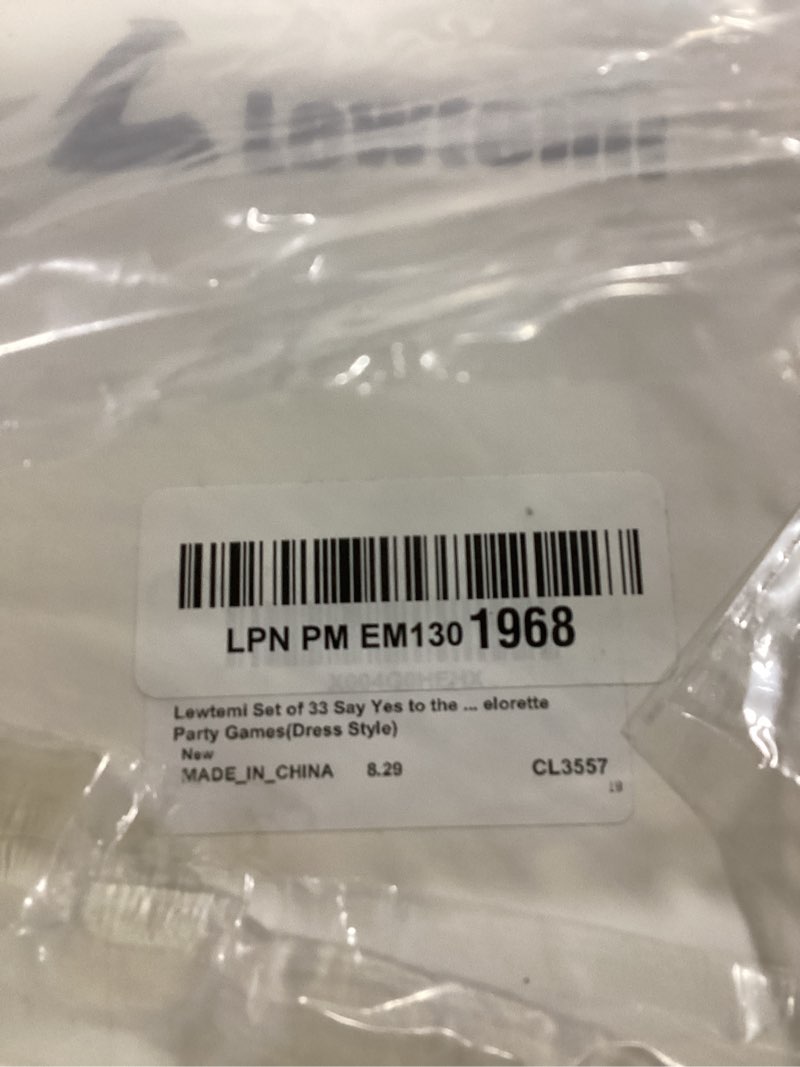 Lewtemi
LPN PM EM130 1968
Lewtemi Set of 33 Say Yes to the ... elorette
Party Games(Dress Style)
New
MADE_IN_CHINA 8.29 CL3557